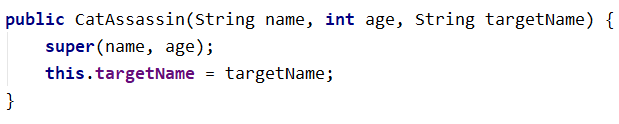 public CatAssassin(String name, int age, String targetName) {
    super(name, age);
    this.targetName = targetName;
}